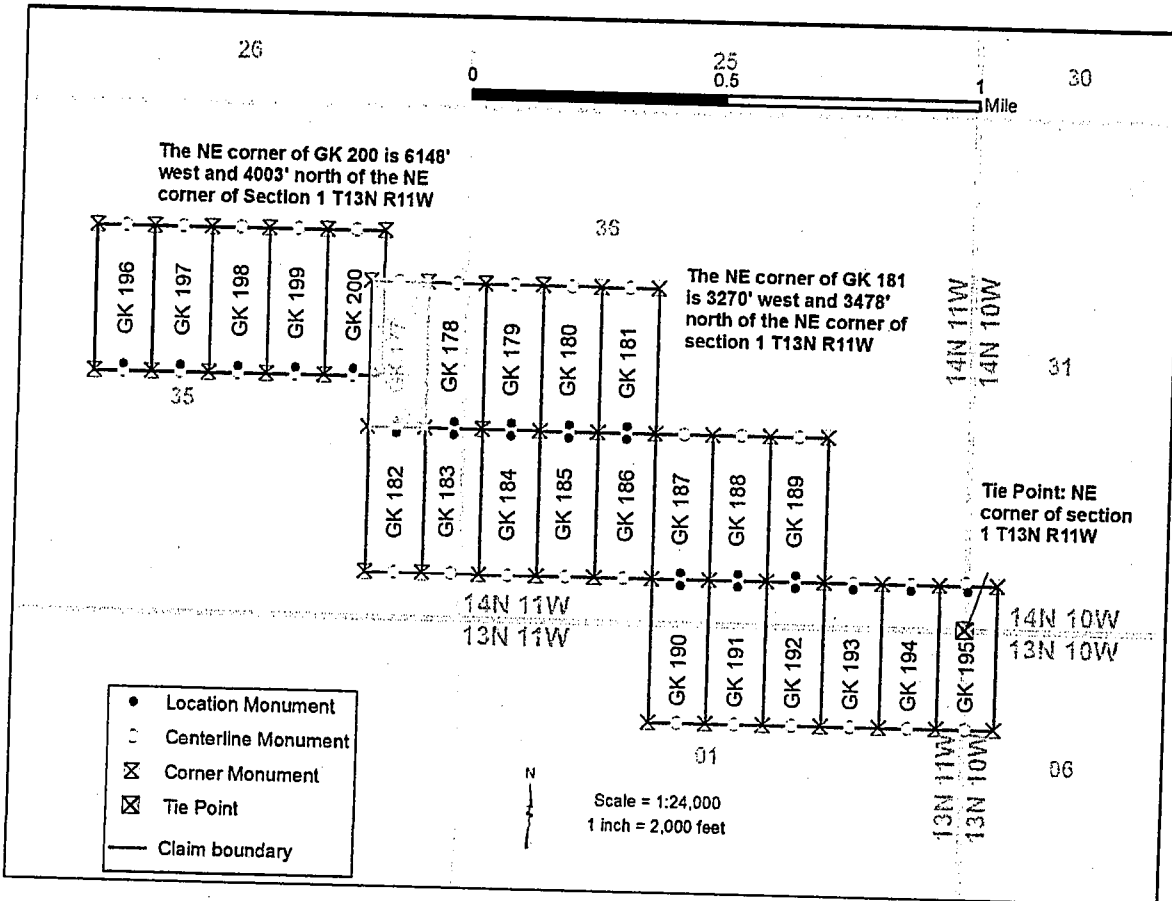 26
25
30
0
0.5
1
Mile
The NE corner of GK 200 is 6148'
west and 4003' north of the NE
corner of Section 1 T13N R11W
36
The NE corner of GK 181
is 3270' west and 3478'
north of the NE corner of
section 1 T13N R11W
14N 11W
14N 10W
31
GK 196
GK 197
GK 198
GK 199
GK 200
GK 177
GK 178
GK 179
GK 180
GK 181
35
GK 182
GK 183
GK 184
GK 185
GK 186
GK 187
GK 188
GK 189
Tie Point: NE
corner of section
1 T13N R11W
14N 11W
13N 11W
14N 10W
13N 10W
GK 190
GK 191
GK 192
GK 193
GK 194
GK 195
01
13N 11W
13N 10W
06
Location Monument
Centerline Monument
Corner Monument
Tie Point
Claim boundary
N
Scale = 1:24,000
1 inch = 2,000 feet